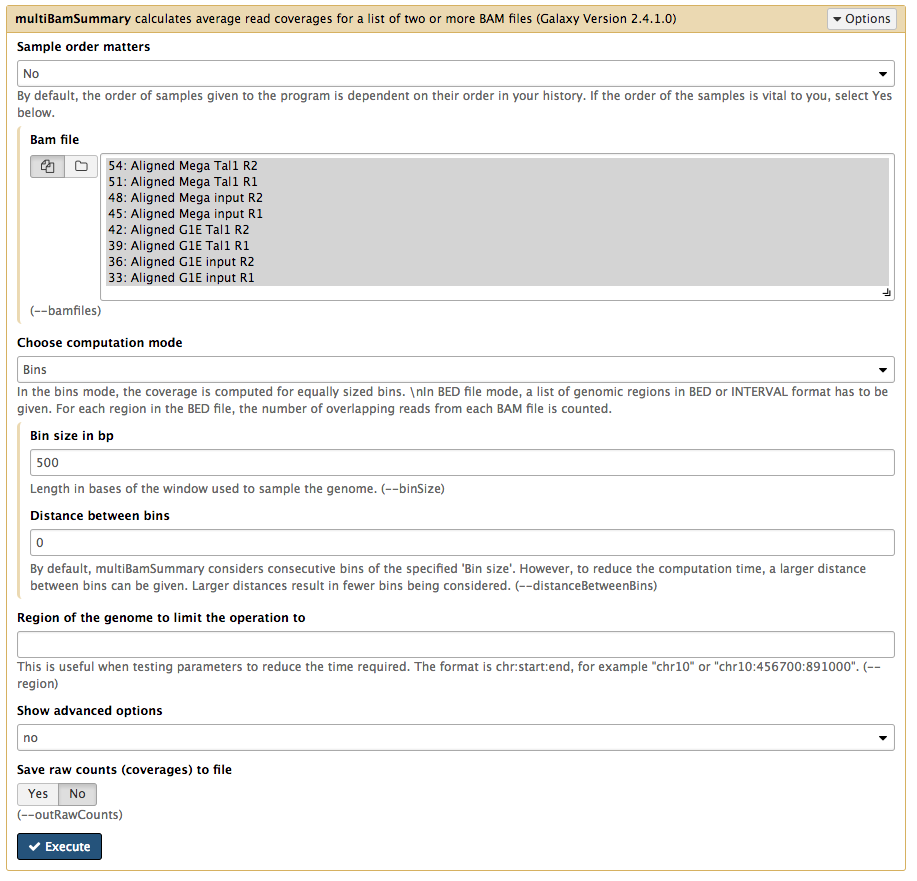 multiBamSummary calculates average read coverages for a list of two or more BAM files (Galaxy Version 2.4.1.0)
Options
Sample order matters
No
By default, the order of samples given to the program is dependent on their order in your history. If the order of the samples is vital to you, select Yes
below.
Bam file
54: Aligned Mega Tal1 R2
51: Aligned Mega Tal1 R1
48: Aligned Mega input R2
45: Aligned Mega input R1
42: Aligned G1E Tal1 R2
39: Aligned G1E Tal1 R1
36: Aligned G1E input R2
33: Aligned G1E input R1
(--bamfiles)
Choose computation mode
Bins
In the bins mode, the coverage is computed for equally sized bins. \nIn BED file mode, a list of genomic regions in BED or INTERVAL format has to be
given. For each region in the BED file, the number of overlapping reads from each BAM file is counted.
Bin size in bp
500
Length in bases of the window used to sample the genome. (--binSize)
Distance between bins
0
By default, multiBamSummary considers consecutive bins of the specified 'Bin size'. However, to reduce the computation time, a larger distance
between bins can be given. Larger distances result in fewer bins being considered. (--distanceBetweenBins)
Region of the genome to limit the operation to
This is useful when testing parameters to reduce the time required. The format is chr:start:end, for example "chr10" or "chr10:456700:891000". (--
region)
Show advanced options
no
Save raw counts (coverages) to file
Yes No
(--outRawCounts)
Execute